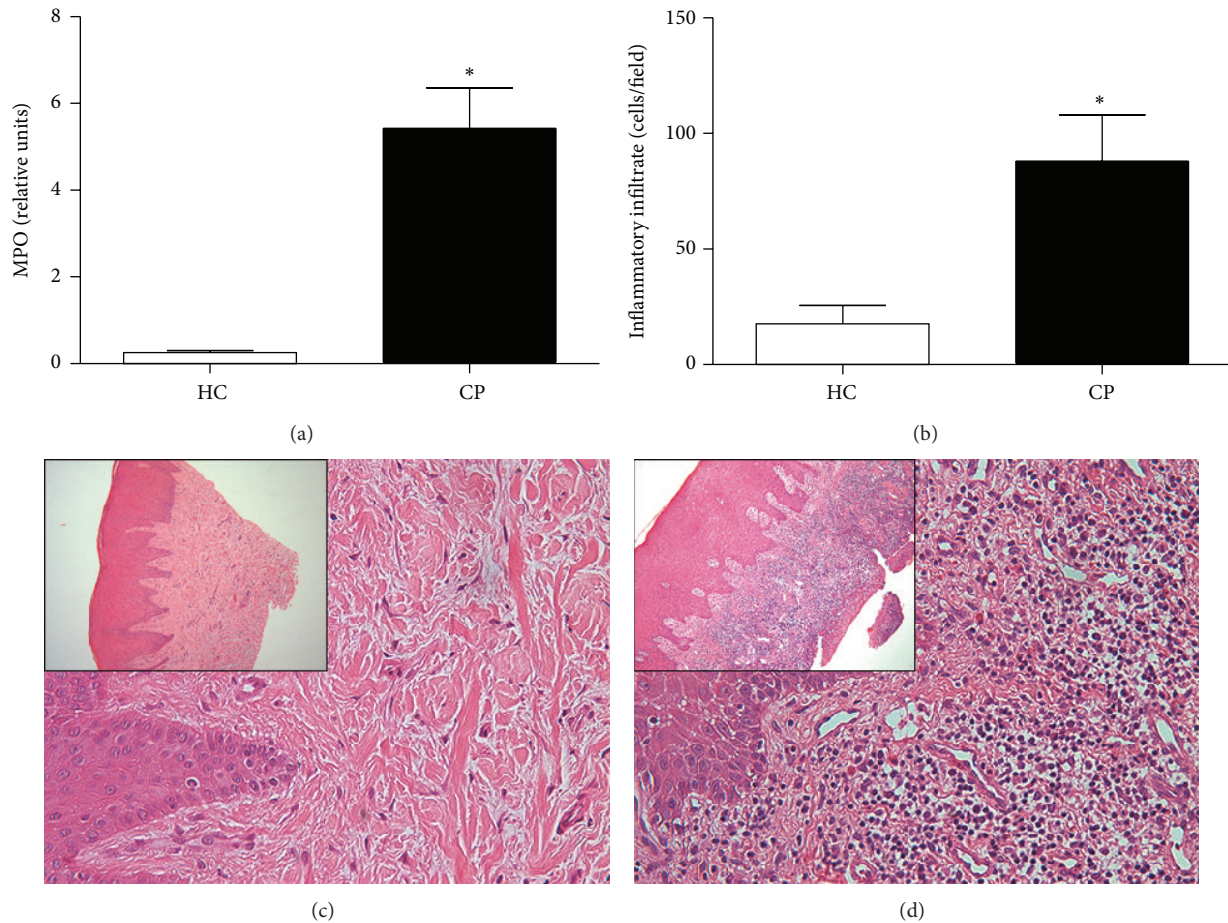 8
6
4
2
0
MPO (relative units)
*
HC
CP
(a)
150
100
50
0
Inflammatory infiltrate (cells/field)
*
HC
CP
(b)
(c)
(d)